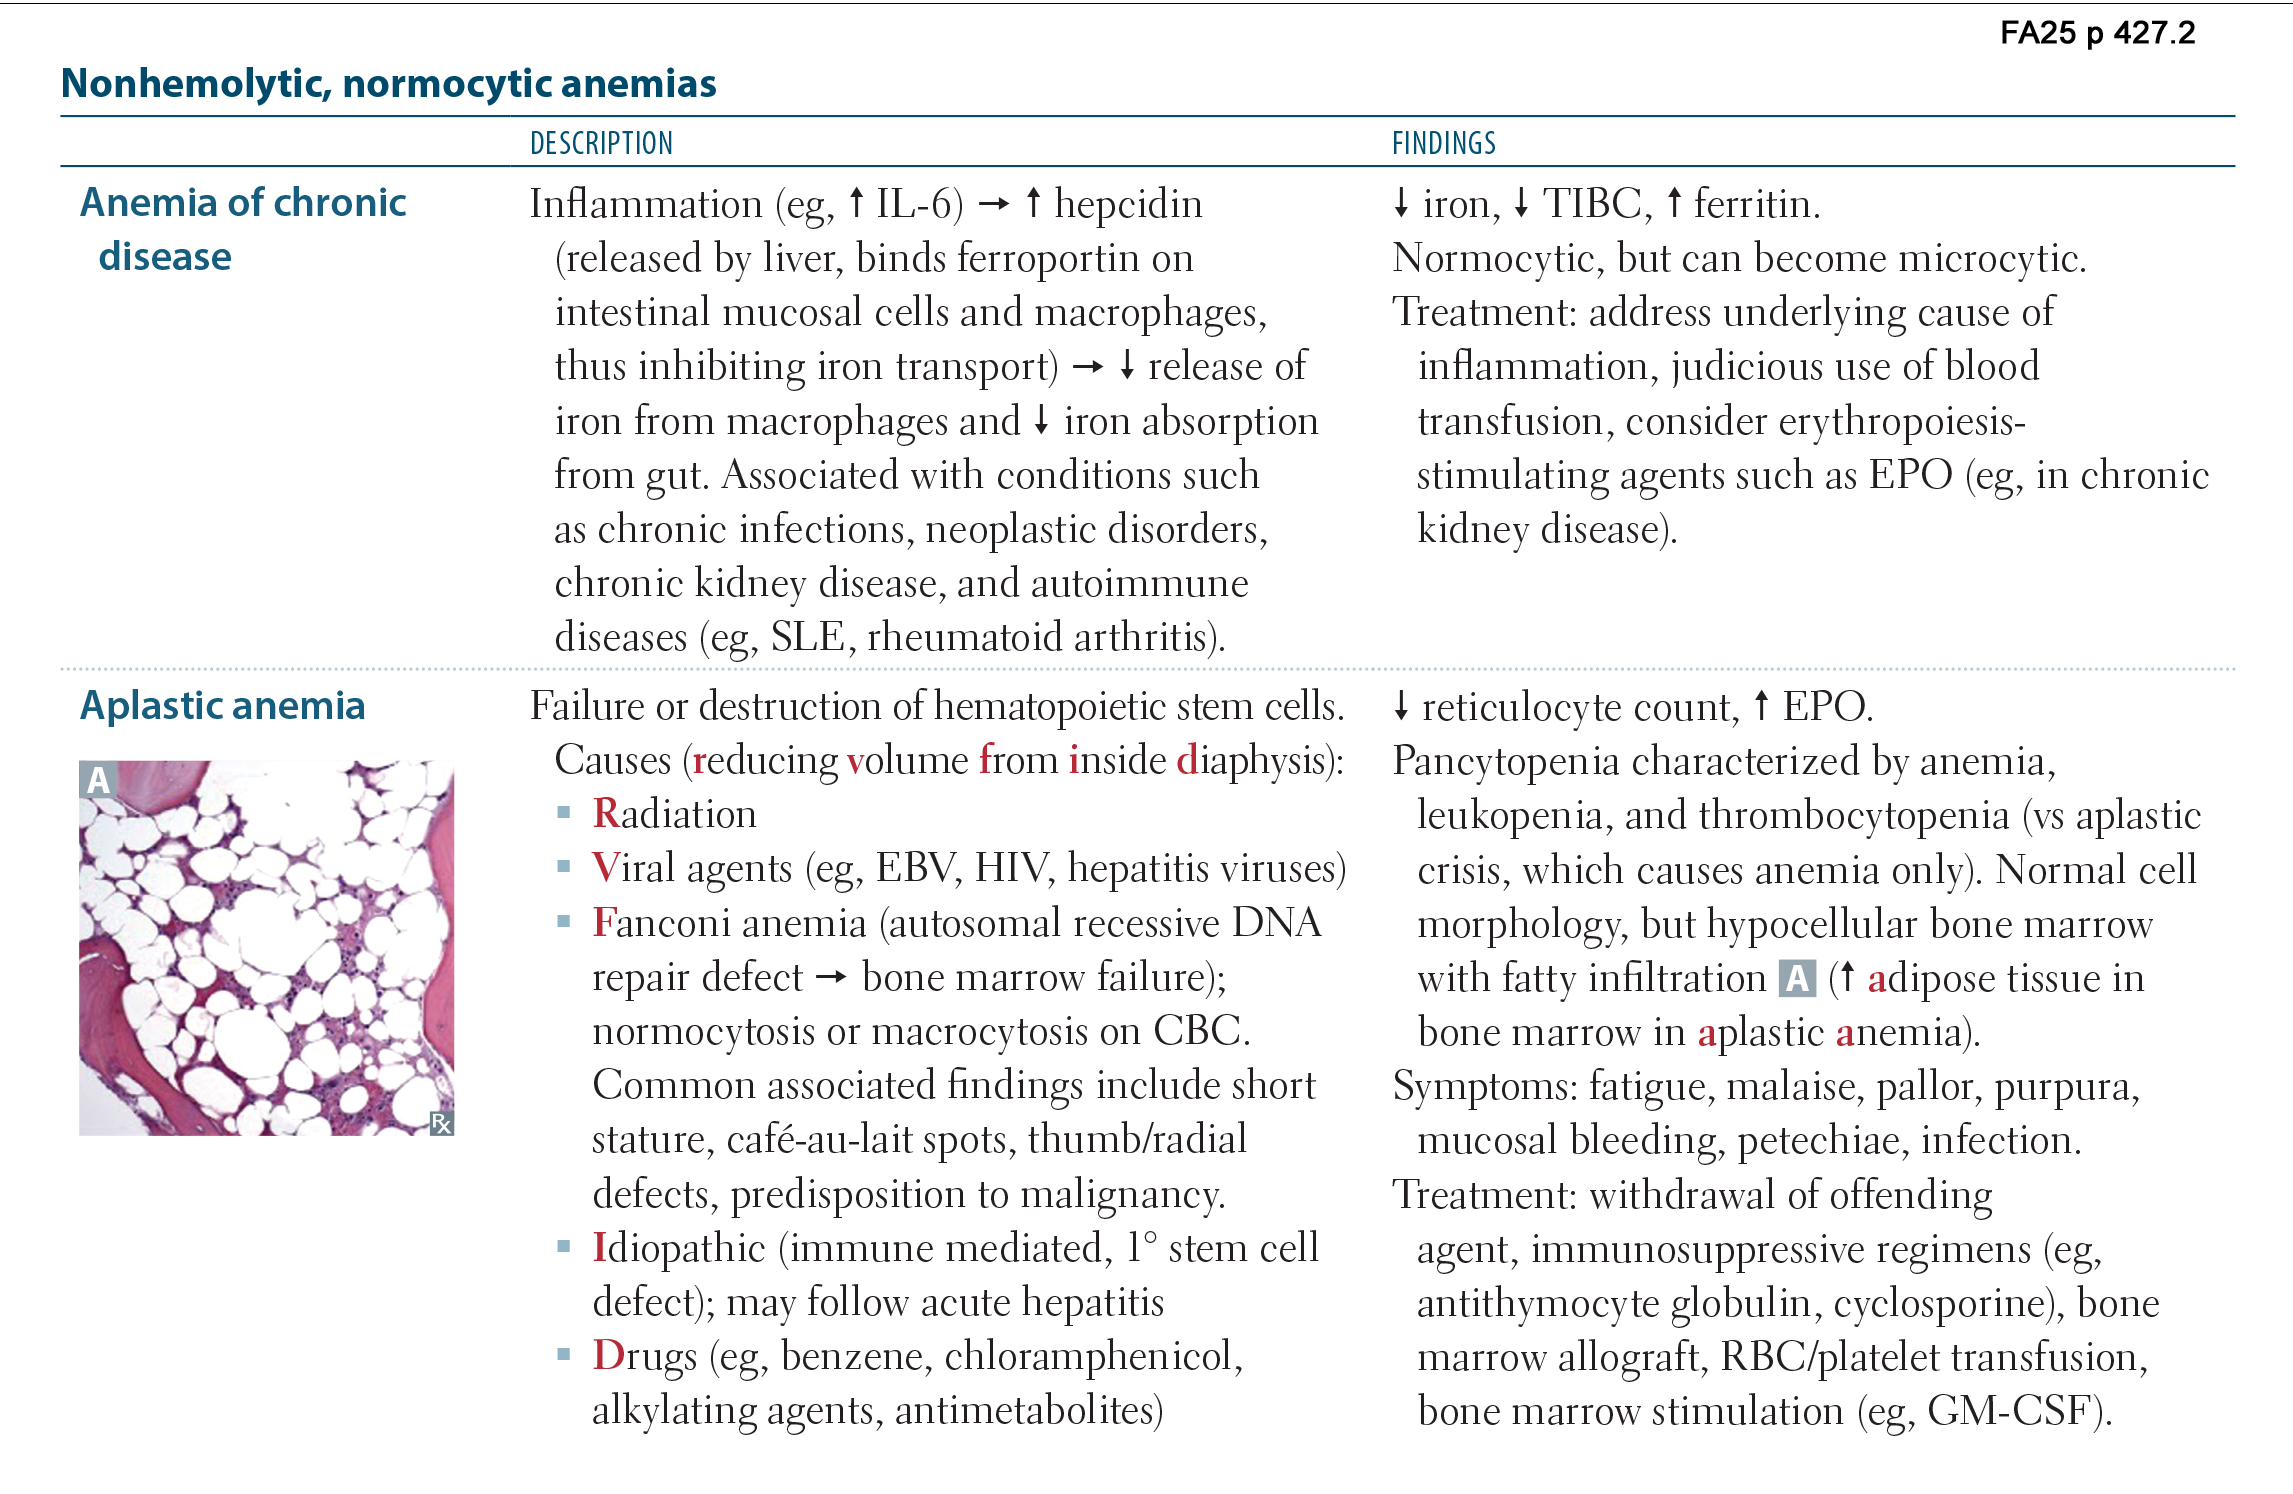 FA25 p 427.2
Nonhemolytic, normocytic anemias
DESCRIPTION
FINDINGS
Anemia of chronic
disease
Inflammation (eg, ↑ IL-6) → ↑ hepcidin
(released by liver, binds ferroportin on
intestinal mucosal cells and macrophages,
thus inhibiting iron transport) → ↓ release of
iron from macrophages and ↓ iron absorption
from gut. Associated with conditions such
as chronic infections, neoplastic disorders,
chronic kidney disease, and autoimmune
diseases (eg, SLE, rheumatoid arthritis).
↓ iron, ↓ TIBC, ↑ ferritin.
Normocytic, but can become microcytic.
Treatment: address underlying cause of
inflammation, judicious use of blood
transfusion, consider erythropoiesis-
stimulating agents such as EPO (eg, in chronic
kidney disease).
Aplastic anemia
A
Rx
Failure or destruction of hematopoietic stem cells.
Causes (reducing volume from inside diaphysis):
▪ Radiation
▪ Viral agents (eg, EBV, HIV, hepatitis viruses)
▪ Fanconi anemia (autosomal recessive DNA
repair defect → bone marrow failure);
normocytosis or macrocytosis on CBC.
Common associated findings include short
stature, café-au-lait spots, thumb/radial
defects, predisposition to malignancy.
▪ Idiopathic (immune mediated, 1° stem cell
defect); may follow acute hepatitis
▪ Drugs (eg, benzene, chloramphenicol,
alkylating agents, antimetabolites)
↓ reticulocyte count, ↑ EPO.
Pancytopenia characterized by anemia,
leukopenia, and thrombocytopenia (vs aplastic
crisis, which causes anemia only). Normal cell
morphology, but hypocellular bone marrow
with fatty infiltration A (↑ adipose tissue in
bone marrow in aplastic anemia).
Symptoms: fatigue, malaise, pallor, purpura,
mucosal bleeding, petechiae, infection.
Treatment: withdrawal of offending
agent, immunosuppressive regimens (eg,
antithymocyte globulin, cyclosporine), bone
marrow allograft, RBC/platelet transfusion,
bone marrow stimulation (eg, GM-CSF).